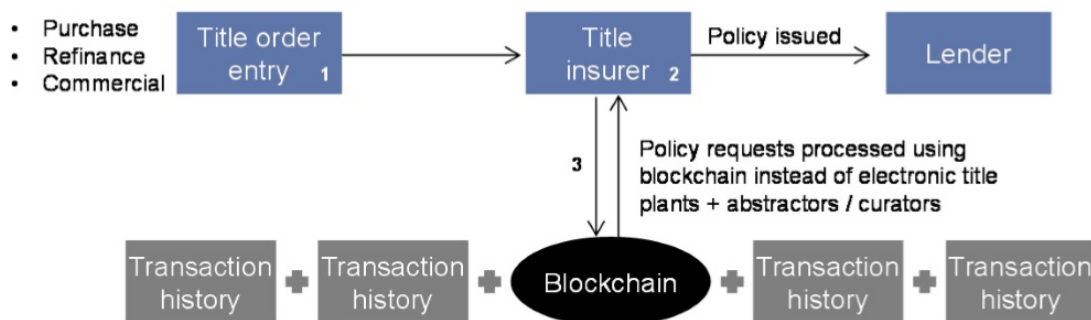 • Purchase
• Refinance
• Commercial
Title order
entry 1
Title
insurer 2
Policy issued
Lender
3
Policy requests processed using
blockchain instead of electronic title
plants + abstractors / curators
Transaction
history
Transaction
history
Blockchain
Transaction
history
Transaction
history